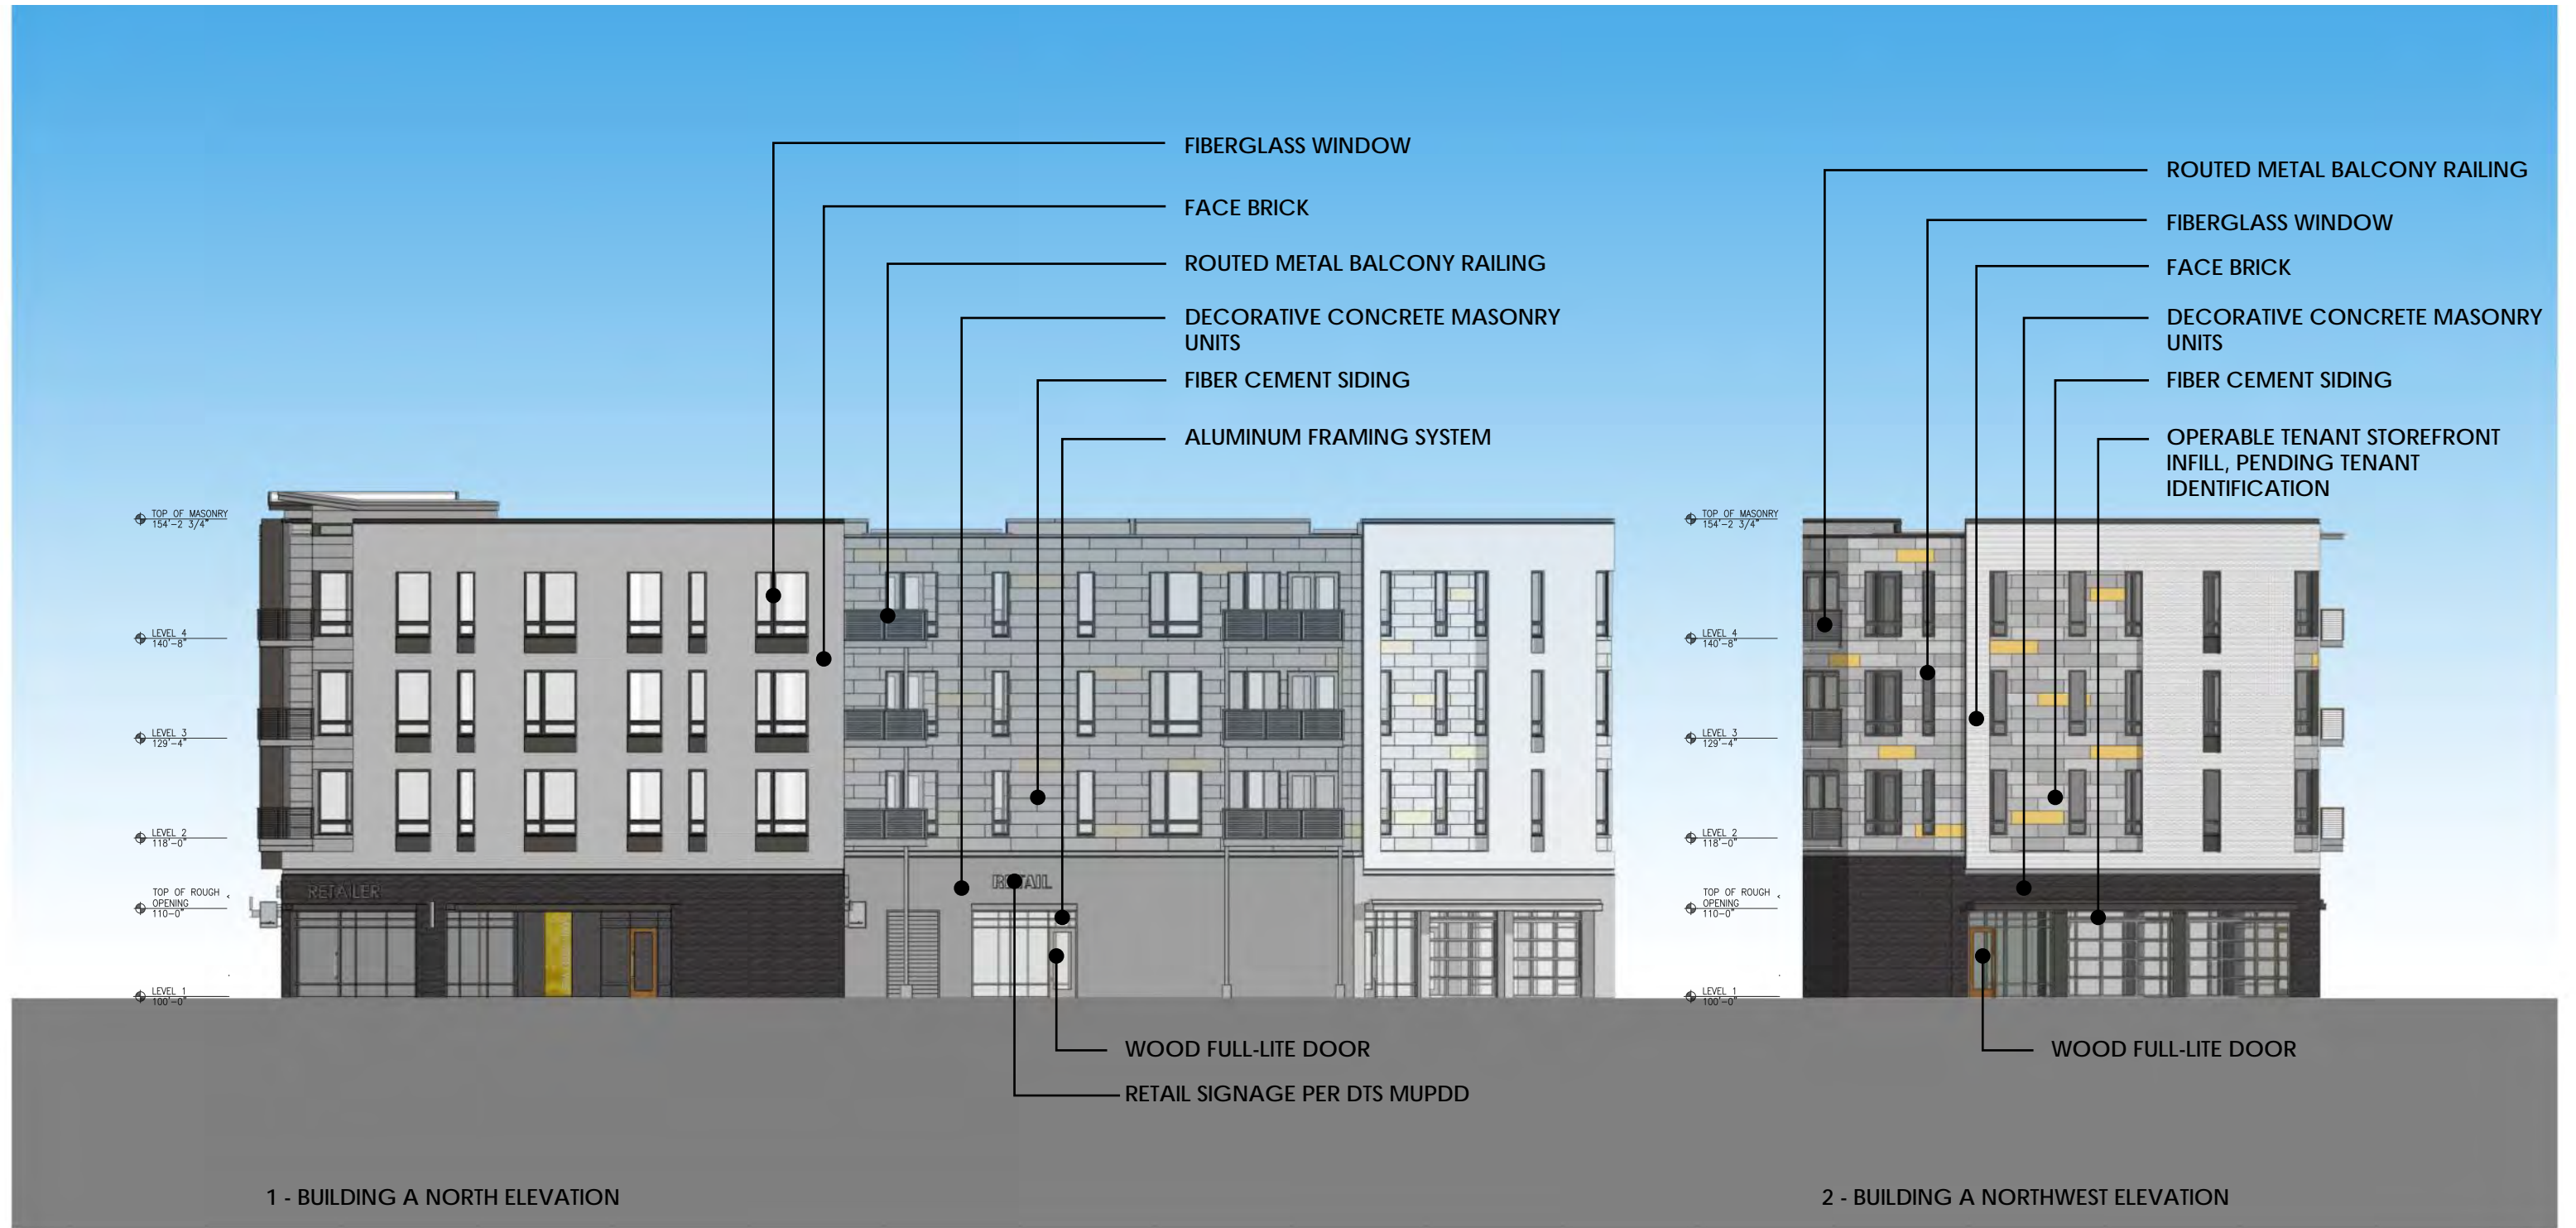 FIBERGLASS WINDOW
FACE BRICK
ROUTED METAL BALCONY RAILING
DECORATIVE CONCRETE MASONRY
UNITS
FIBER CEMENT SIDING
ALUMINUM FRAMING SYSTEM
TOP OF MASONRY
154'-2 3/4"
LEVEL 4
140'-8"
LEVEL 3
129'-4"
LEVEL 2
118'-0"
TOP OF ROUGH
OPENING
110-0"
LEVEL 1
100'-0"
RETAILER
RETAIL
WOOD FULL-LITE DOOR
RETAIL SIGNAGE PER DTS MUPDD
1 - BUILDING A NORTH ELEVATION
ROUTED METAL BALCONY RAILING
FIBERGLASS WINDOW
FACE BRICK
DECORATIVE CONCRETE MASONRY
UNITS
FIBER CEMENT SIDING
OPERABLE TENANT STOREFRONT
INFILL, PENDING TENANT
IDENTIFICATION
TOP OF MASONRY
154'-2 3/4"
LEVEL 4
140'-8"
LEVEL 3
129'-4"
LEVEL 2
118'-0"
TOP OF ROUGH
OPENING
110-0"
LEVEL 1
100'-0"
WOOD FULL-LITE DOOR
2 - BUILDING A NORTHWEST ELEVATION